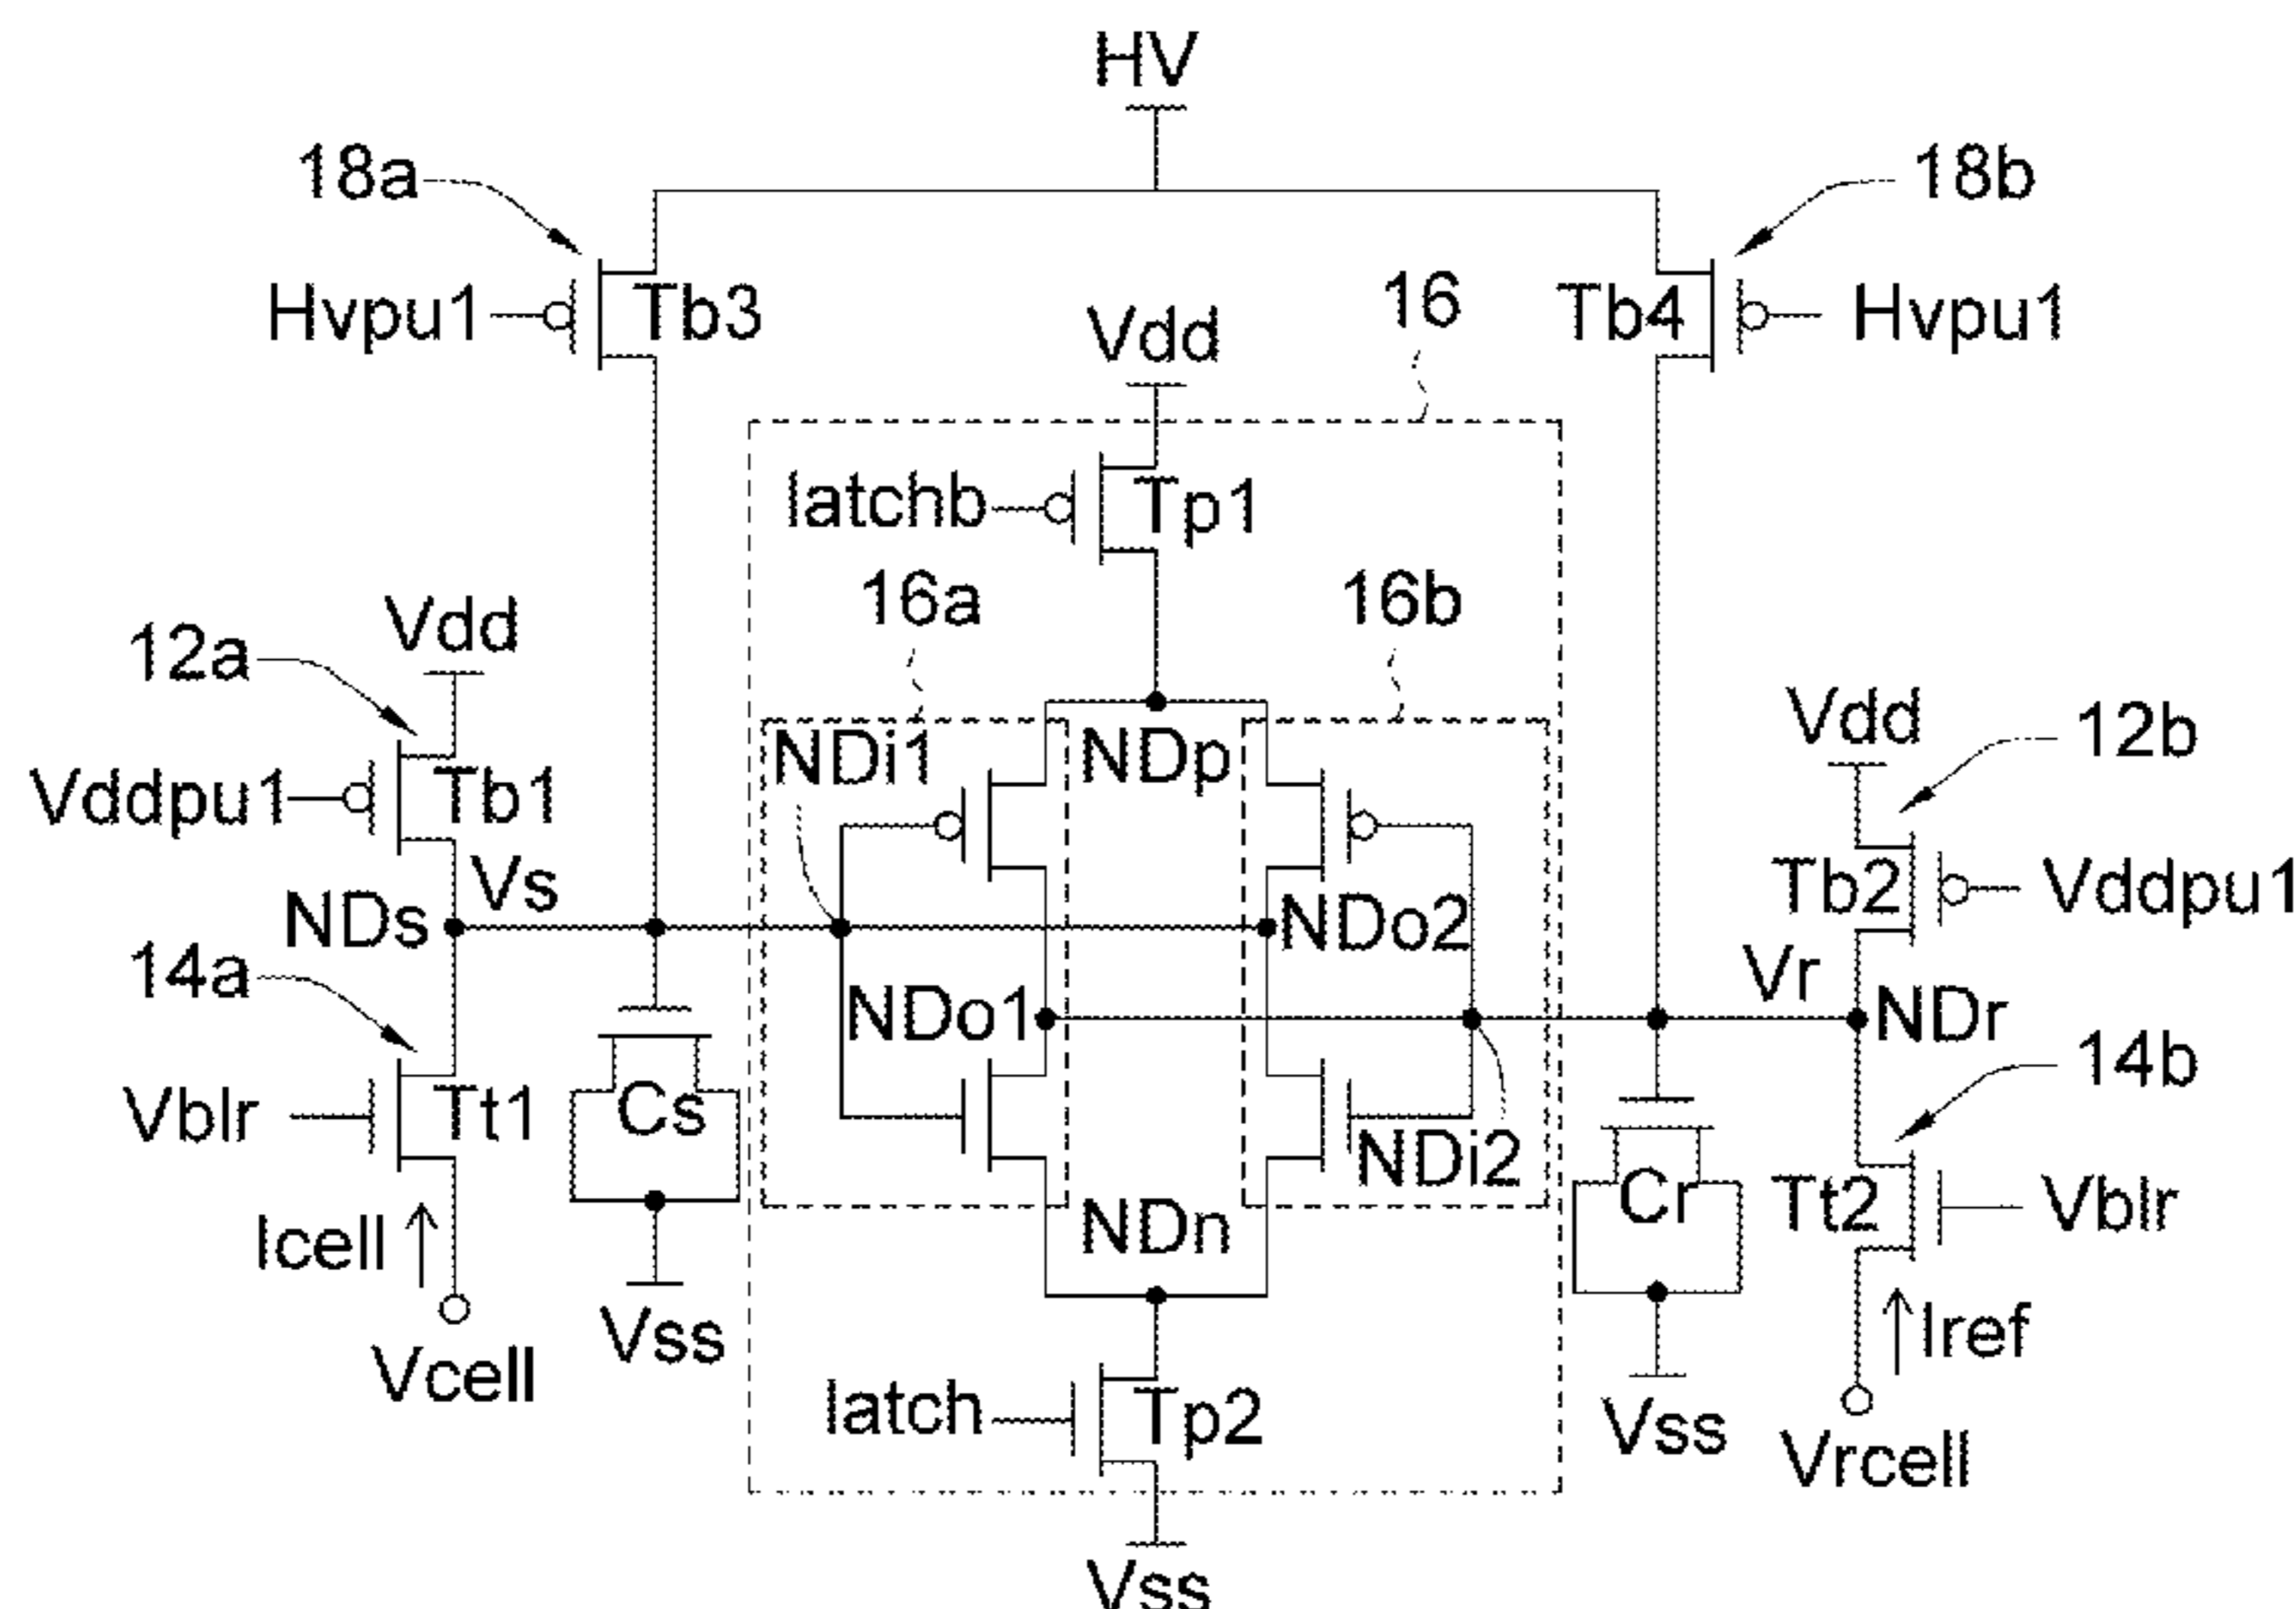 HV
18a
18b
Hvpu1
Tb3
16
Tb4
Hvpu1
Vdd
latchb
Tp1
16a
16b
Vdd
12a
Vdd
12b
NDi1
NDp
Vddpu1
Tb1
Tb2
Vddpu1
Vs
NDs
NDo2
Vr
14a
NDo1
NDr
14b
Vblr
Tt1
Cs
NDi2
Cr
Tt2
Vblr
Icell
NDn
Vss
Iref
Vcell
latch
Tp2
Vss
Vrcell
Vss